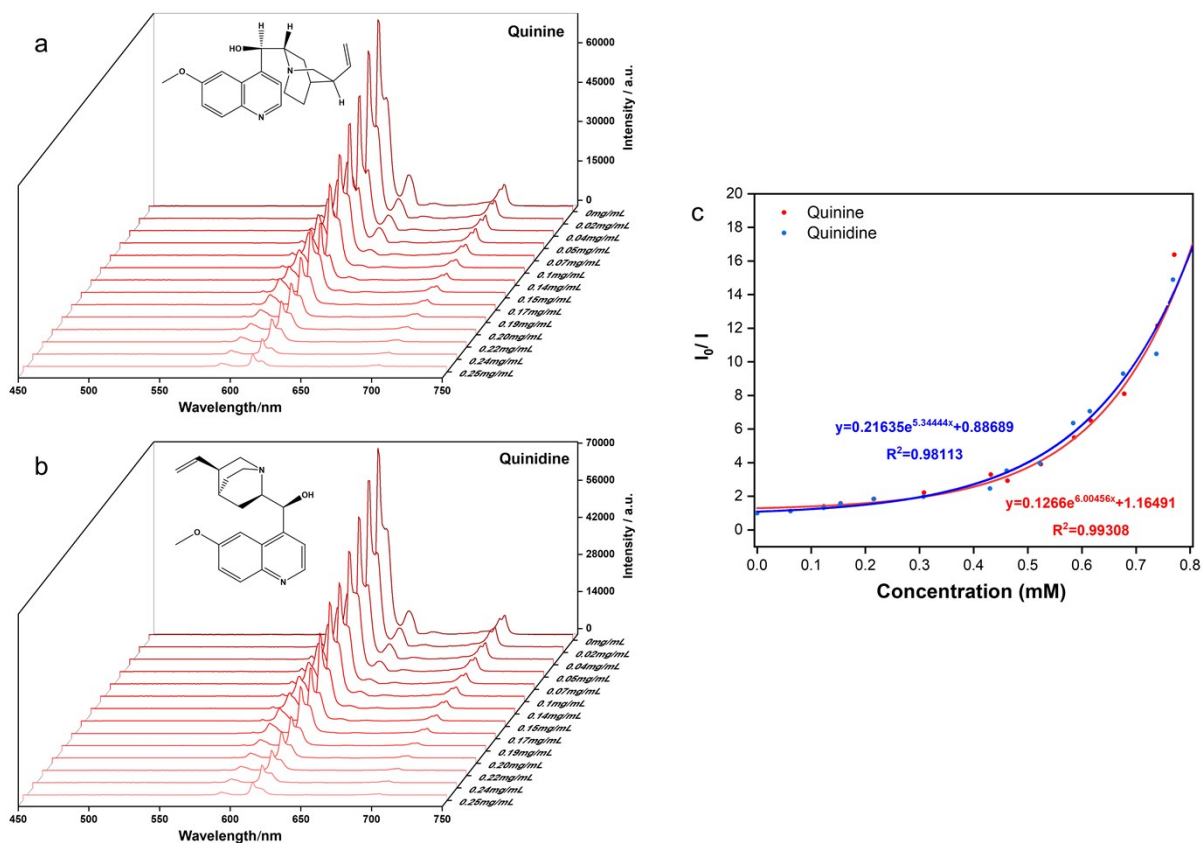 a
Quinine
H
H
HO
N
O
H
N
60000
45000
30000
15000
0
Intensity / a.u.
0mg/mL
0.02mg/mL
0.04mg/mL
0.05mg/mL
0.07mg/mL
0.1mg/mL
0.14mg/mL
0.15mg/mL
0.17mg/mL
0.19mg/mL
0.20mg/mL
0.22mg/mL
0.24mg/mL
0.25mg/mL
450 500 550 600 650 700 750
Wavelength/nm
b
Quinidine
N
OH
O
N
70000
56000
42000
28000
14000
0
Intensity / a.u.
0mg/mL
0.02mg/mL
0.04mg/mL
0.05mg/mL
0.07mg/mL
0.1mg/mL
0.14mg/mL
0.15mg/mL
0.17mg/mL
0.19mg/mL
0.20mg/mL
0.22mg/mL
0.24mg/mL
0.25mg/mL
450 500 550 600 650 700 750
Wavelength/nm
c
Quinine
Quinidine
20
18
16
14
12
10
8
6
4
2
0
I₀/ I
y=0.21635e^5.34444x+0.88689
R²=0.98113
y=0.1266e^6.00456x+1.16491
R²=0.99308
0.0 0.1 0.2 0.3 0.4 0.5 0.6 0.7 0.8
Concentration (mM)